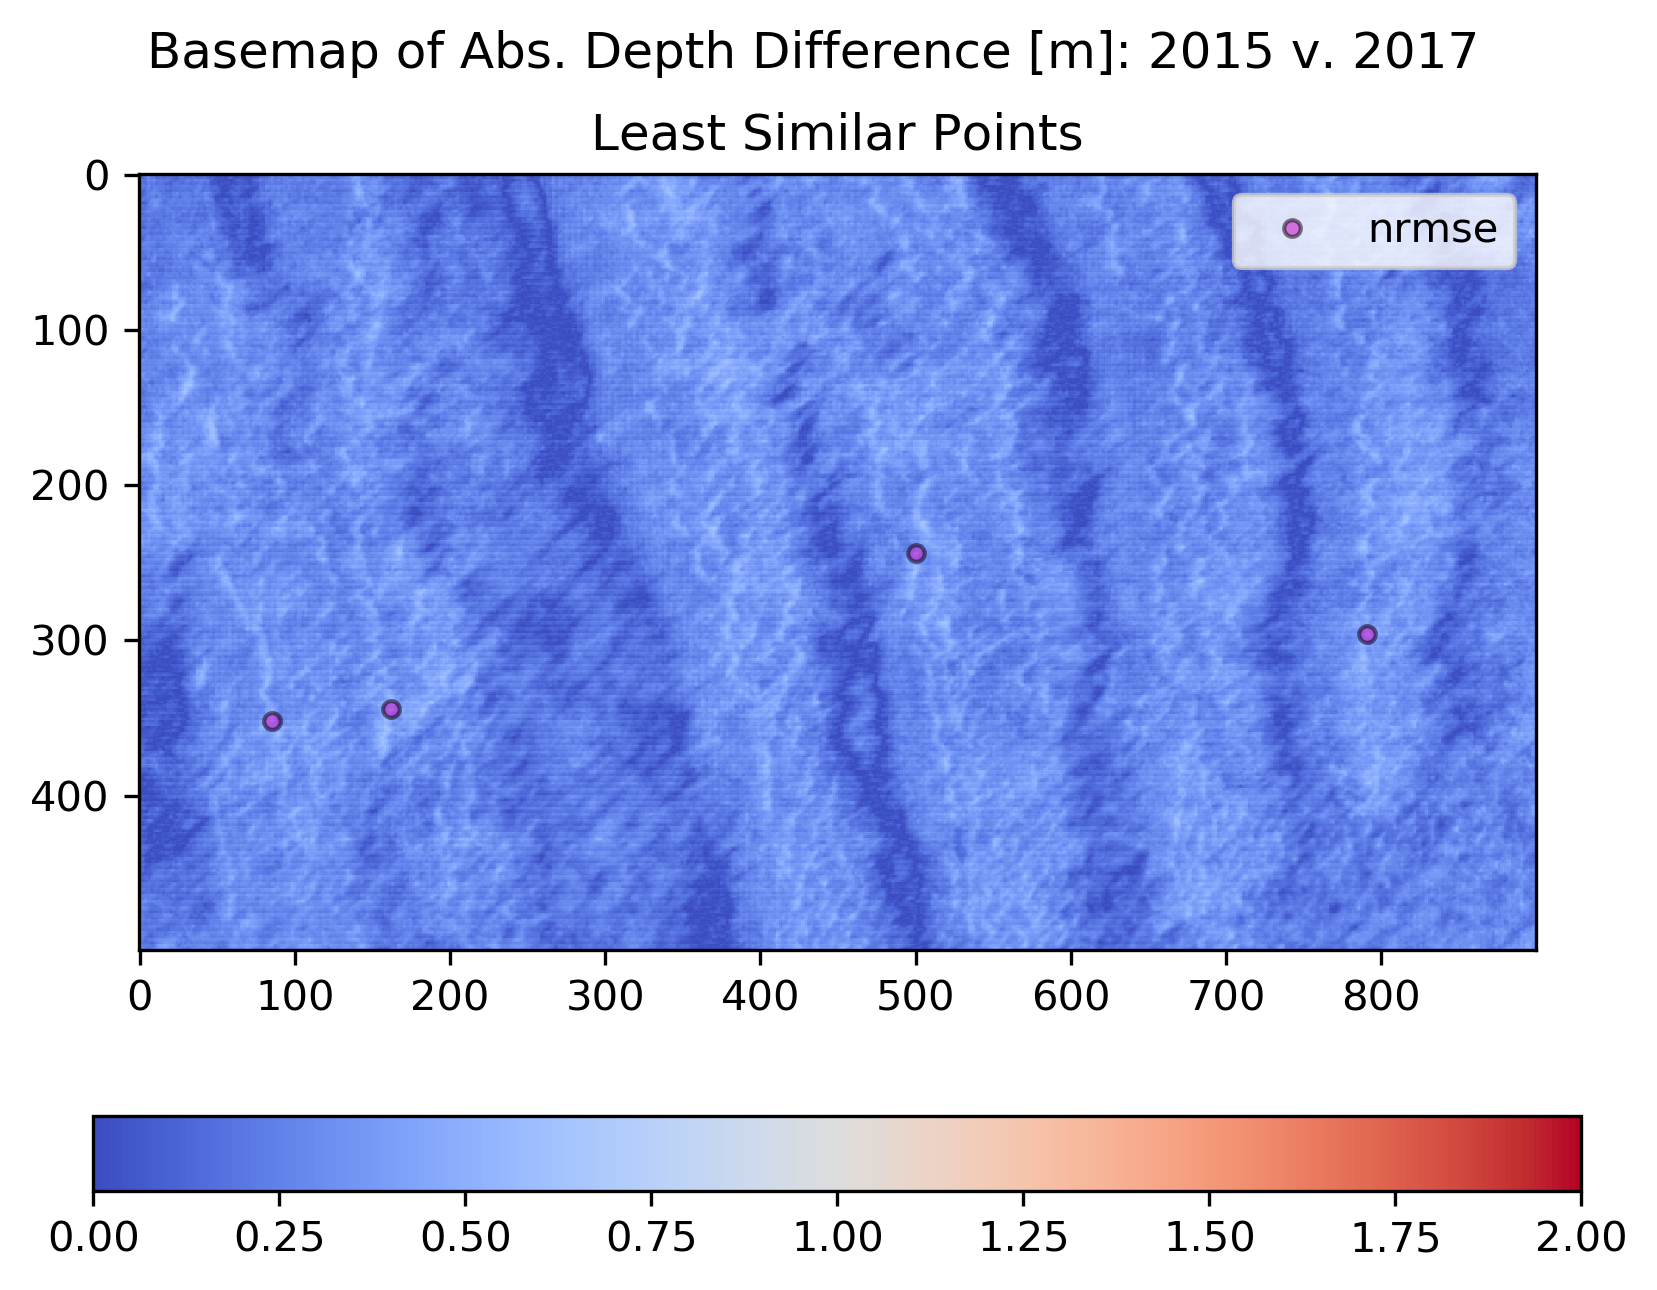 Basemap of Abs. Depth Difference [m]: 2015 v. 2017
Least Similar Points
nrmse
0
100
200
300
400
0 100 200 300 400 500 600 700 800
0.00 0.25 0.50 0.75 1.00 1.25 1.50 1.75 2.00